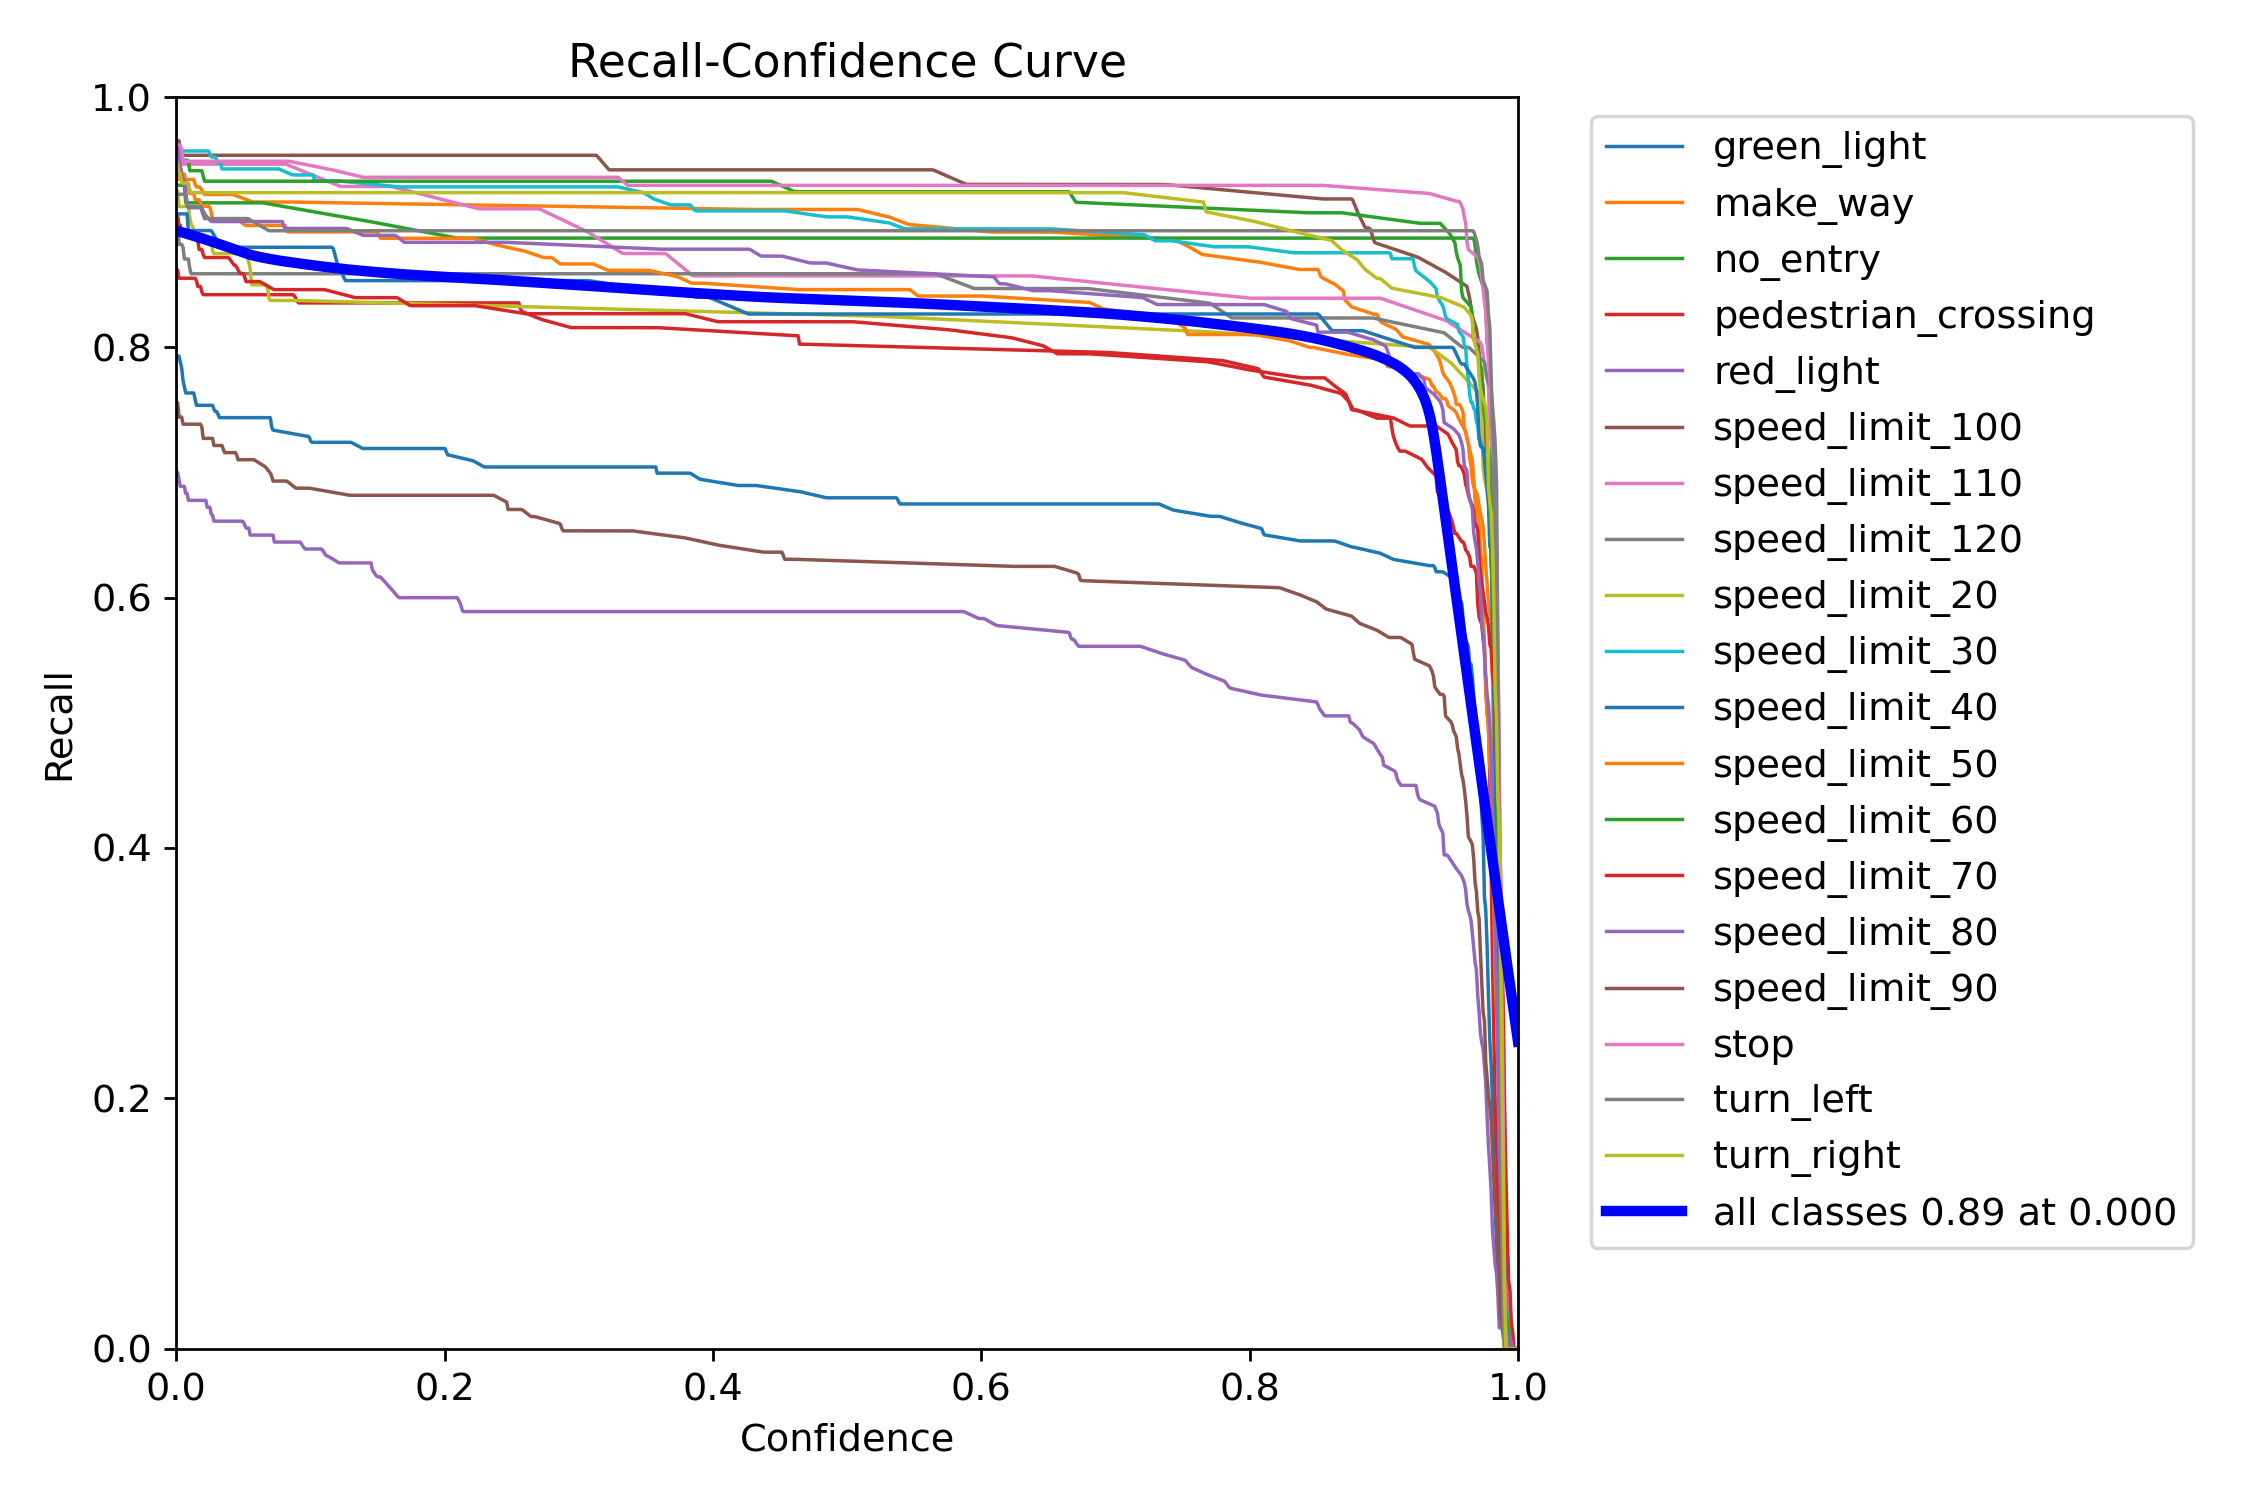 Recall-Confidence Curve
1.0
0.8
0.6
0.4
0.2
0.0
Recall
0.0 0.2 0.4 0.6 0.8 1.0
Confidence
green_light
make_way
no_entry
pedestrian_crossing
red_light
speed_limit_100
speed_limit_110
speed_limit_120
speed_limit_20
speed_limit_30
speed_limit_40
speed_limit_50
speed_limit_60
speed_limit_70
speed_limit_80
speed_limit_90
stop
turn_left
turn_right
all classes 0.89 at 0.000